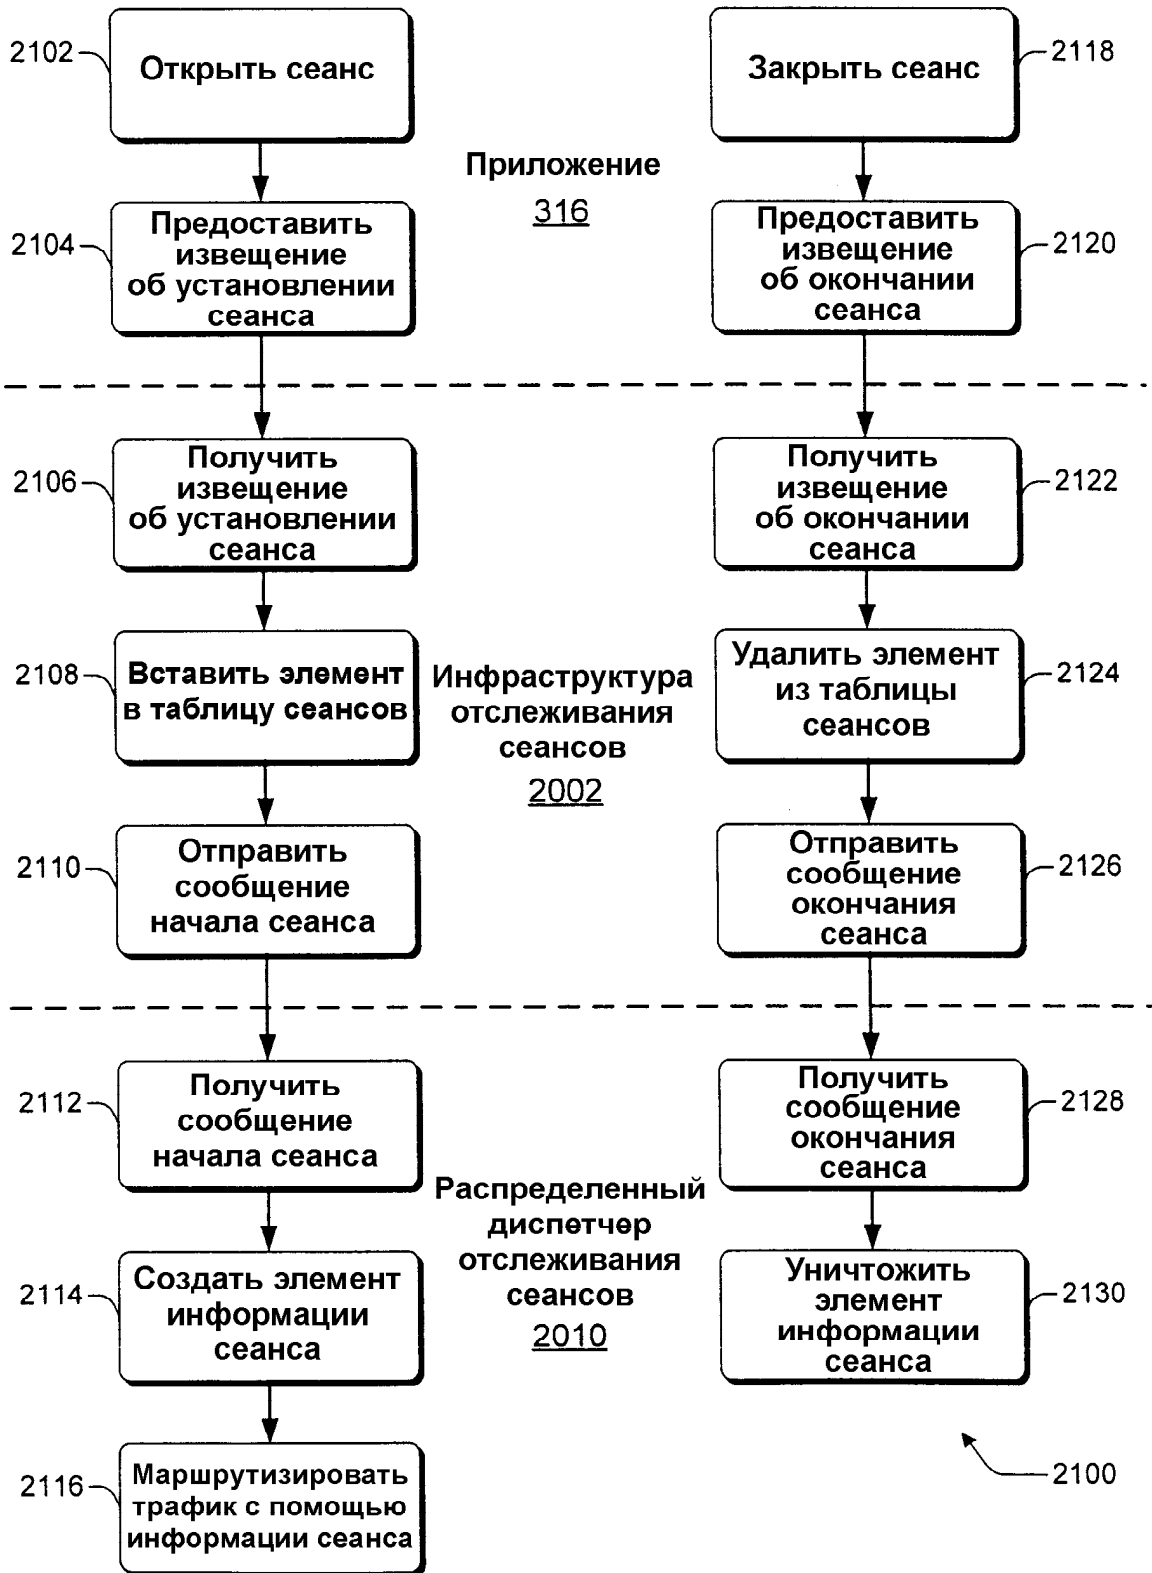 2102
Открыть сеанс
Закрыть сеанс
2118
Приложение
316
2104
Предоставить
извещение
об установлении
сеанса
Предоставить
извещение
об окончании
сеанса
2120
2106
Получить
извещение
об установлении
сеанса
Получить
извещение
об окончании
сеанса
2122
2108
Вставить элемент
в таблицу сеансов
Инфраструктура
отслеживания
сеансов
2002
Удалить элемент
из таблицы
сеансов
2124
2110
Отправить
сообщение
начала сеанса
Отправить
сообщение
окончания
сеанса
2126
2112
Получить
сообщение
начала сеанса
Получить
сообщение
окончания
сеанса
2128
Распределенный
диспетчер
отслеживания
сеансов
2010
2114
Создать элемент
информации
сеанса
Уничтожить
элемент
информации
сеанса
2130
2116
Маршрутизировать
трафик с помощью
информации сеанса
2100